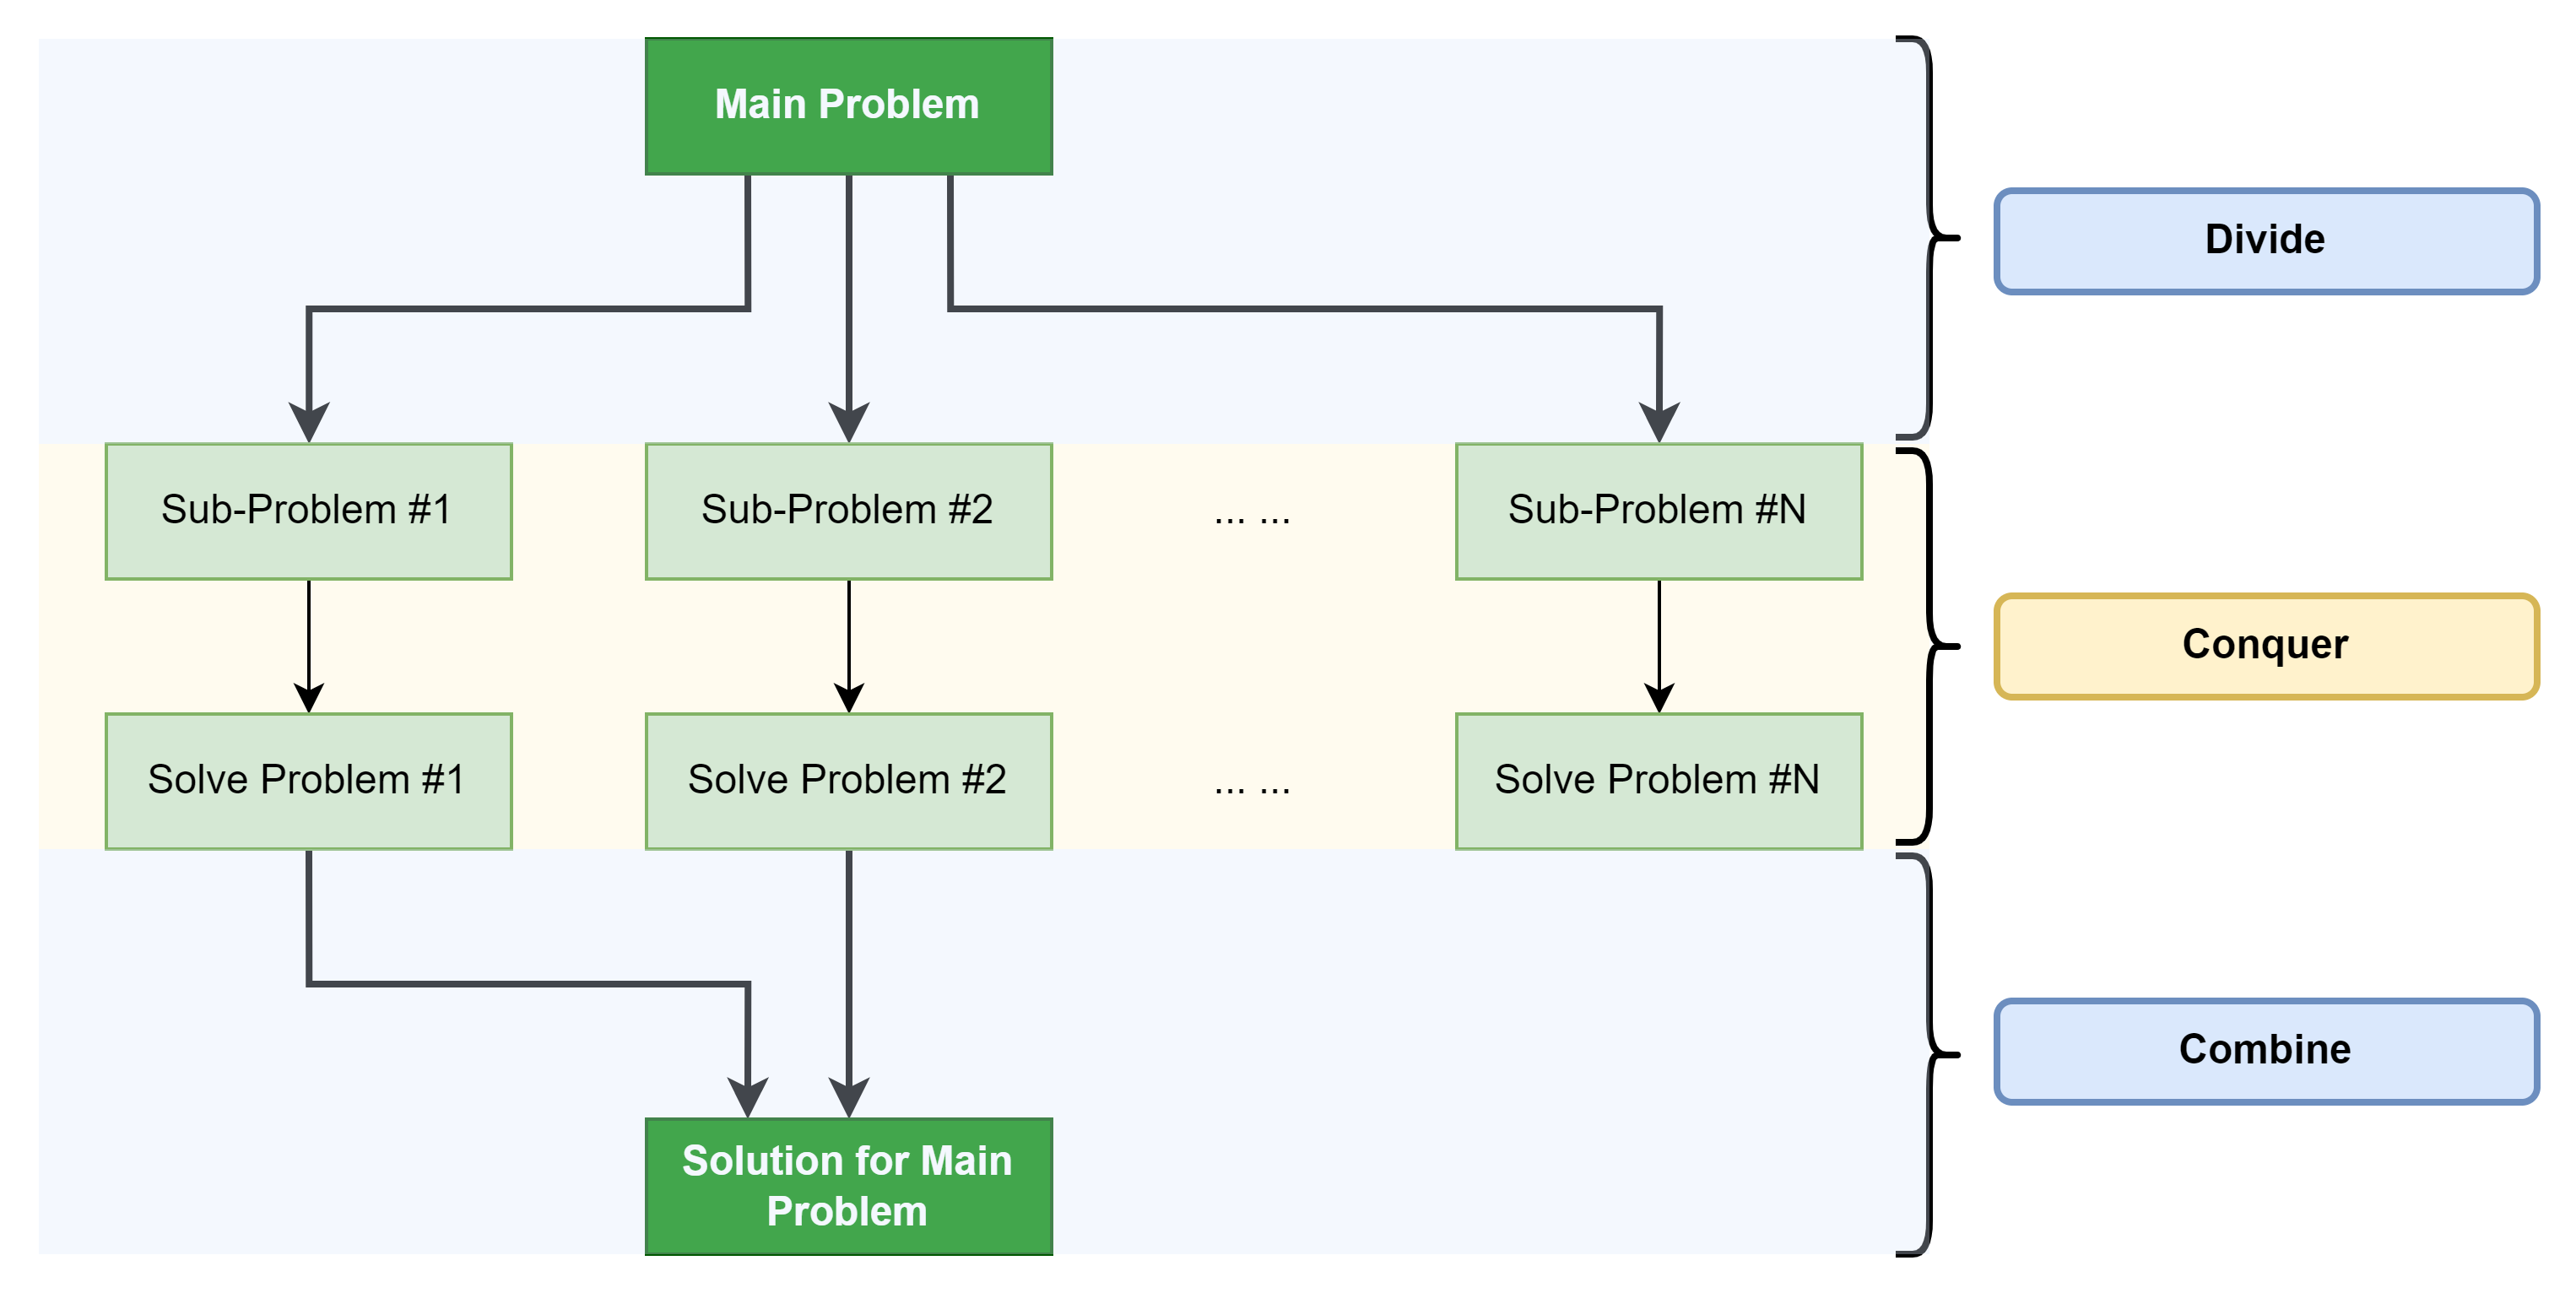 Main Problem
Divide
Sub-Problem #1
Sub-Problem #2
... ...
Sub-Problem #N
Conquer
Solve Problem #1
Solve Problem #2
... ...
Solve Problem #N
Combine
Solution for Main
Problem